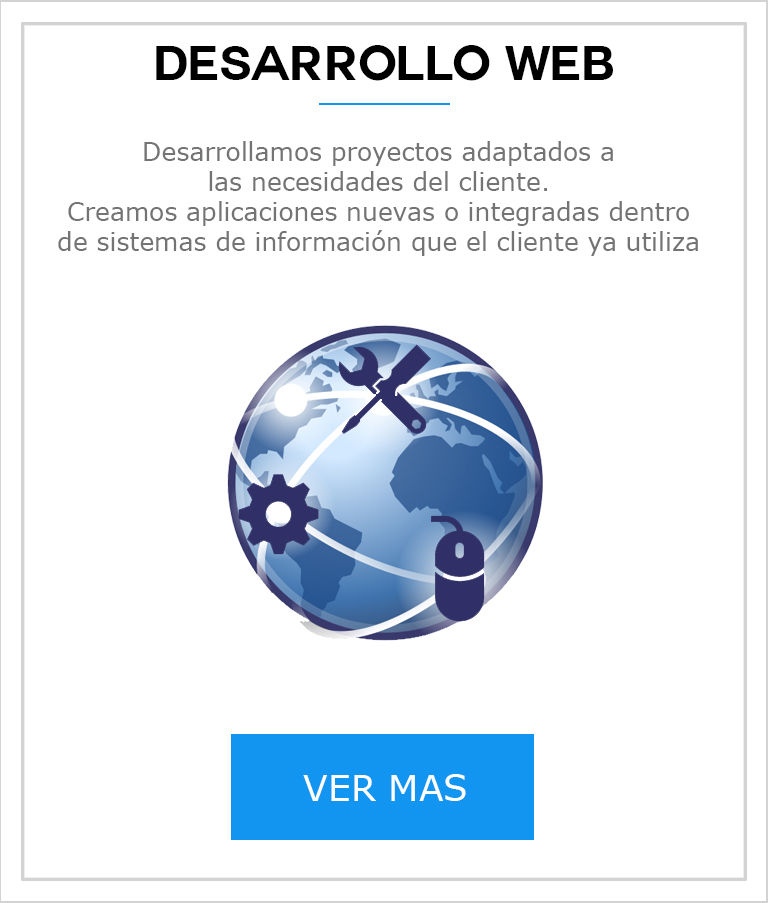 DESARROLLO WEB
Desarrollamos proyectos adaptados a
las necesidades del cliente.
Creamos aplicaciones nuevas o integradas dentro
de sistemas de información que el cliente ya utiliza
VER MAS